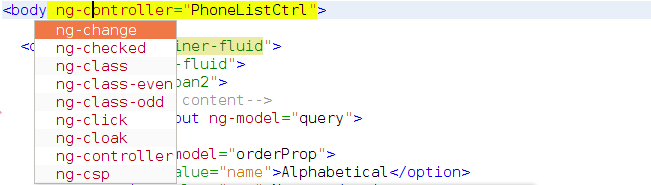 <body ng-controller="PhoneListCtrl">
ng-change
ng-checked
ng-class
ng-class-even
ng-class-odd
ng-click
ng-cloak
ng-controller
ng-csp
iner-fluid">
-fluid">
pan2">
content-->
ut ng-model="query">
model="orderProp">
alue="name">Alphabetical</option>